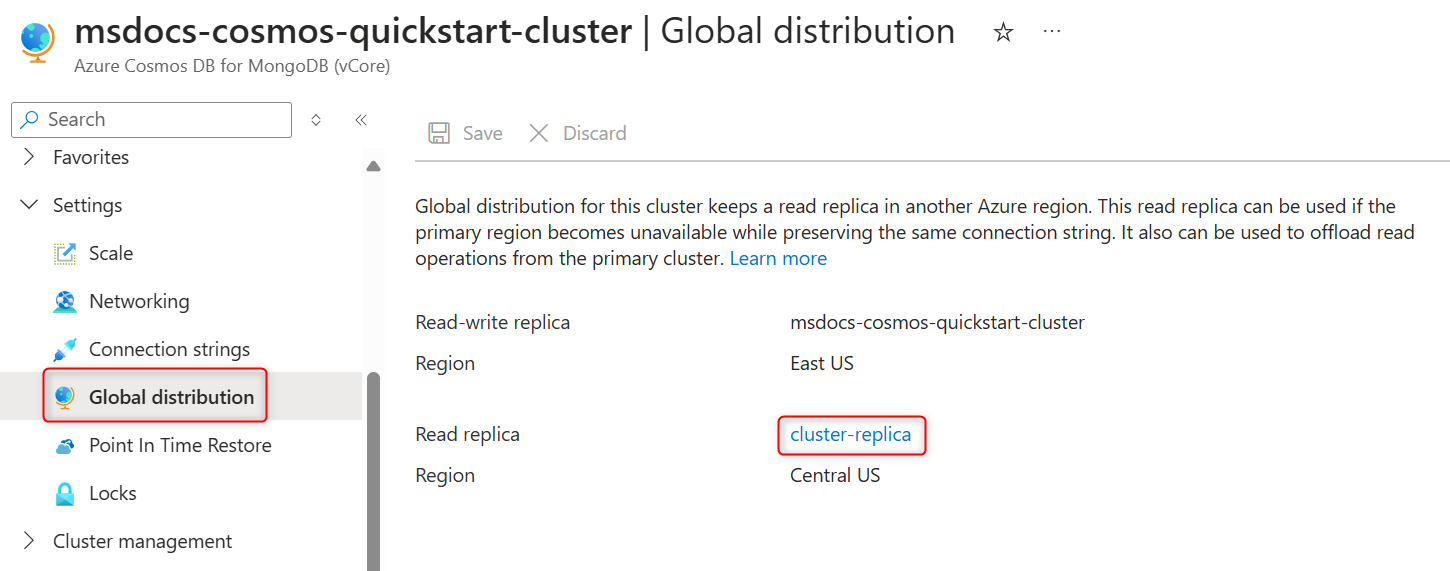 msdocs-cosmos-quickstart-cluster | Global distribution
Azure Cosmos DB for MongoDB (vCore)
Search
Favorites
Settings
Scale
Networking
Connection strings
Global distribution
Point In Time Restore
Locks
Cluster management
Save Discard
Global distribution for this cluster keeps a read replica in another Azure region. This read replica can be used if the
primary region becomes unavailable while preserving the same connection string. It also can be used to offload read
operations from the primary cluster. Learn more
Read-write replica msdocs-cosmos-quickstart-cluster
Region East US
Read replica cluster-replica
Region Central US